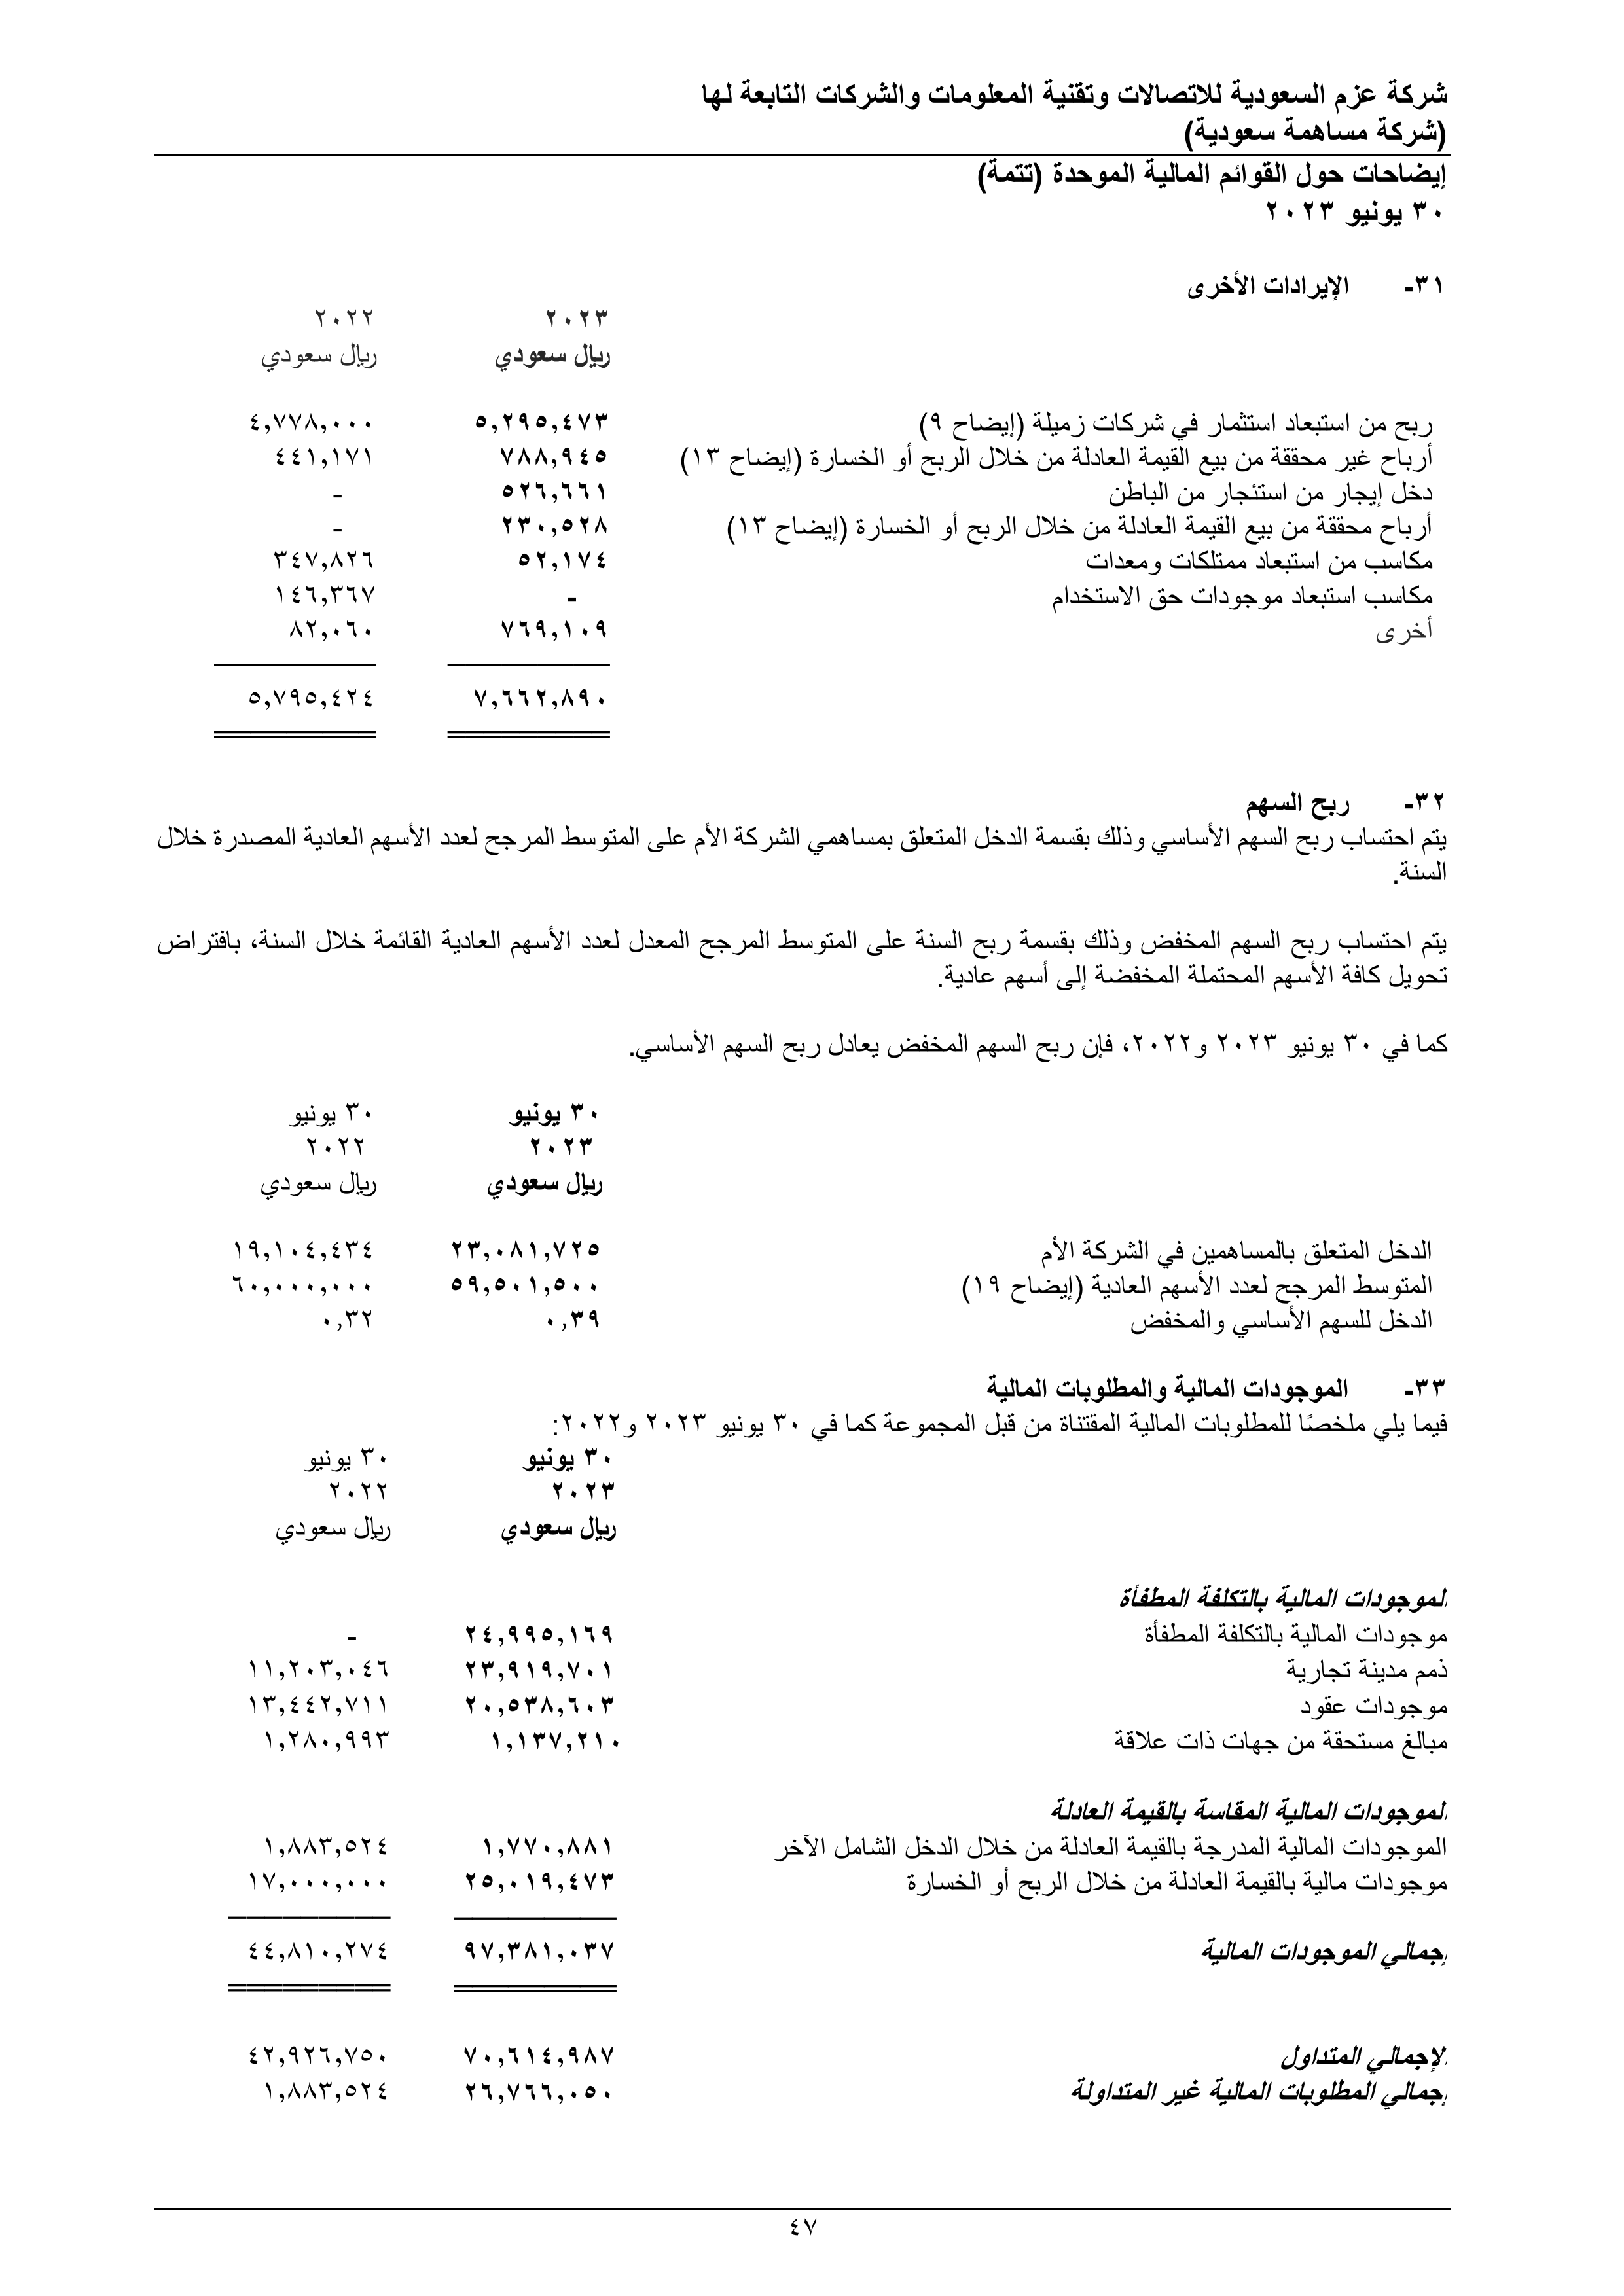 شركة عزم السعودية للاتصالات وتقنية المعلومات والشركات التابعة لها
(شركة مساهمة سعودية)
إيضاحات حول القوائم المالية الموحدة (تتمة)
٣٠ يونيو ٢٠٢٣
٣١- الإيرادات الأخرى
٢٠٢٣ ٢٠٢٢
ريال سعودي ريال سعودي
ربح من استبعاد استثمار في شركات زميلة (إيضاح ٩) ٥,٢٩٥,٤٧٣ ٤,٧٧٨,٠٠٠
أرباح غير محققة من بيع القيمة العادلة من خلال الربح أو الخسارة (إيضاح ١٣) ٧٨٨,٩٤٥ ٤٤١,١٧١
دخل إيجار من استئجار من الباطن ٥٢٦,٦٦١ -
أرباح محققة من بيع القيمة العادلة من خلال الربح أو الخسارة (إيضاح ١٣) ٢٣٠,٥٢٨ -
مكاسب من استبعاد ممتلكات ومعدات ٥٢,١٧٤ ٣٤٧,٨٢٦
مكاسب استبعاد موجودات حق الاستخدام - ١٤٦,٣٦٧
أخرى ٧٦٩,١٠٩ ٨٢,٠٦٠
٧,٦٦٢,٨٩٠ ٥,٧٩٥,٤٢٤
٣٢- ربح السهم
يتم احتساب ربح السهم الأساسي وذلك بقسمة الدخل المتعلق بمساهمي الشركة الأم على المتوسط المرجح لعدد الأسهم العادية المصدرة خلال
السنة.
يتم احتساب ربح السهم المخفض وذلك بقسمة ربح السنة على المتوسط المرجح المعدل لعدد الأسهم العادية القائمة خلال السنة، بافتراض
تحويل كافة الأسهم المحتملة المخفضة إلى أسهم عادية.
كما في ٣٠ يونيو ٢٠٢٣ و٢٠٢٢، فإن ربح السهم المخفض يعادل ربح السهم الأساسي.
٣٠ يونيو ٣٠ يونيو
٢٠٢٣ ٢٠٢٢
ريال سعودي ريال سعودي
الدخل المتعلق بالمساهمين في الشركة الأم ٢٣,٠٨١,٧٢٥ ١٩,١٠٤,٤٣٤
المتوسط المرجح لعدد الأسهم العادية (إيضاح ١٩) ٥٩,٥٠١,٥٠٠ ٦٠,٠٠٠,٠٠٠
الدخل للسهم الأساسي والمخفض ٠,٣٩ ٠,٣٢
٣٣- الموجودات المالية والمطلوبات المالية
فيما يلي ملخصًا للمطلوبات المالية المقتناة من قبل المجموعة كما في ٣٠ يونيو ٢٠٢٣ و٢٠٢٢:
٣٠ يونيو ٣٠ يونيو
٢٠٢٣ ٢٠٢٢
ريال سعودي ريال سعودي
الموجودات المالية بالتكلفة المطفأة
موجودات المالية بالتكلفة المطفأة ٢٤,٩٩٥,١٦٩ -
ذمم مدينة تجارية ٢٣,٩١٩,٧٠١ ١١,٢٠٣,٠٤٦
موجودات عقود ٢٠,٥٣٨,٦٠٣ ١٣,٤٤٢,٧١١
مبالغ مستحقة من جهات ذات علاقة ١,١٣٧,٢١٠ ١,٢٨٠,٩٩٣
الموجودات المالية المقاسة بالقيمة العادلة
الموجودات المالية المدرجة بالقيمة العادلة من خلال الدخل الشامل الآخر ١,٧٧٠,٨٨١ ١,٨٨٣,٥٢٤
موجودات مالية بالقيمة العادلة من خلال الربح أو الخسارة ٢٥,٠١٩,٤٧٣ ١٧,٠٠٠,٠٠٠
إجمالي الموجودات المالية ٩٧,٣٨١,٠٣٧ ٤٤,٨١٠,٢٧٤
الإجمالي المتداول ٧٠,٦١٤,٩٨٧ ٤٢,٩٢٦,٧٥٠
إجمالي المطلوبات المالية غير المتداولة ٢٦,٧٦٦,٠٥٠ ١,٨٨٣,٥٢٤
٤٧